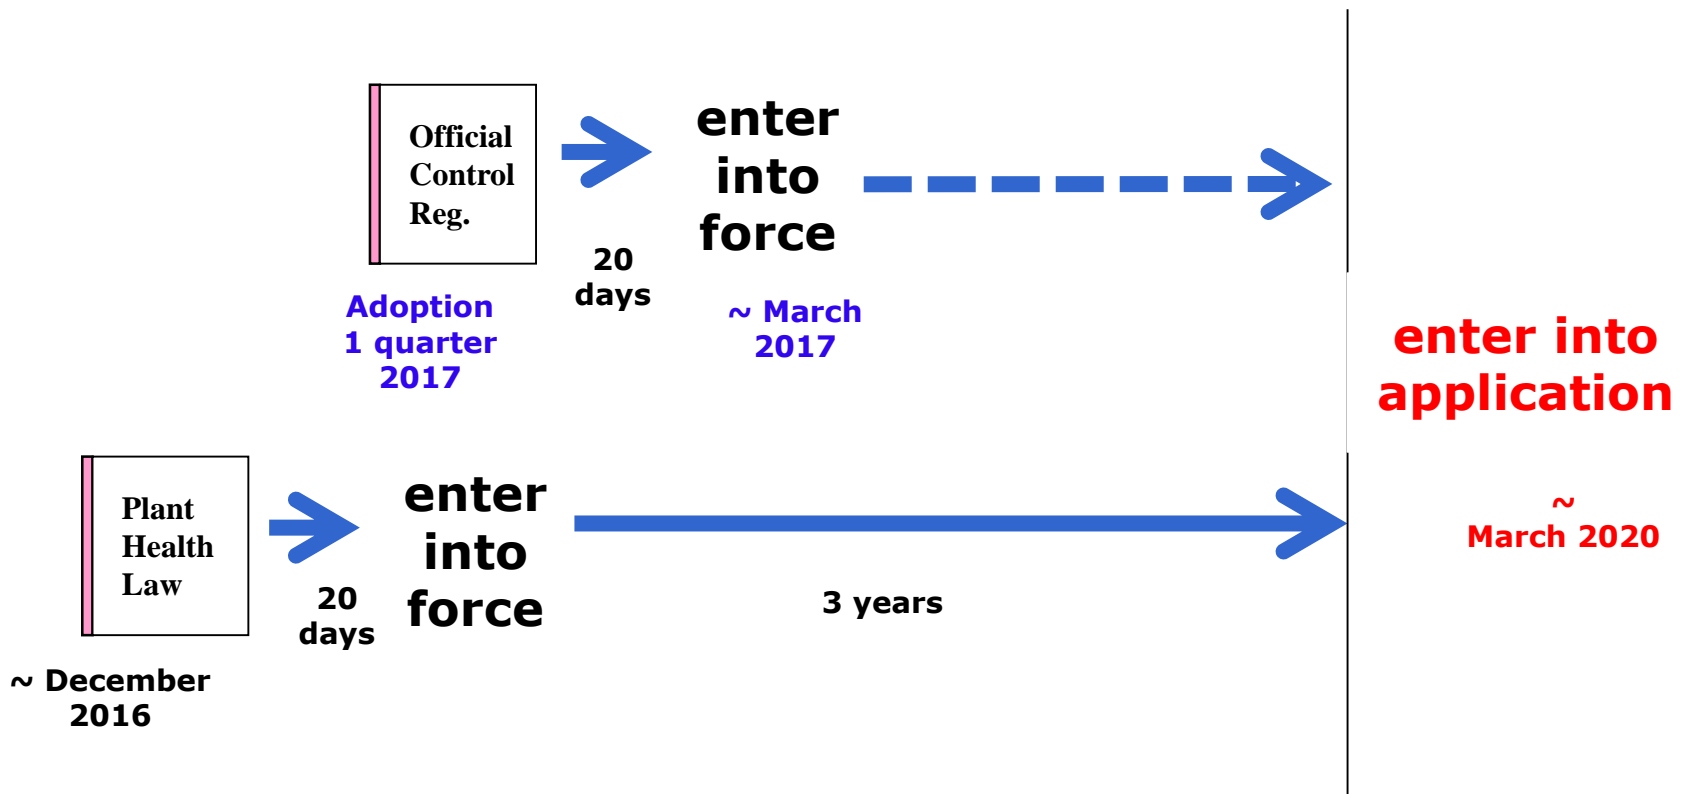 Official
Control
Reg.
enter
into
force
20
days
Adoption
1 quarter
2017
~ March
2017
enter into
application
~
March 2020
Plant
Health
Law
enter
into
force
20
days
3 years
~ December
2016